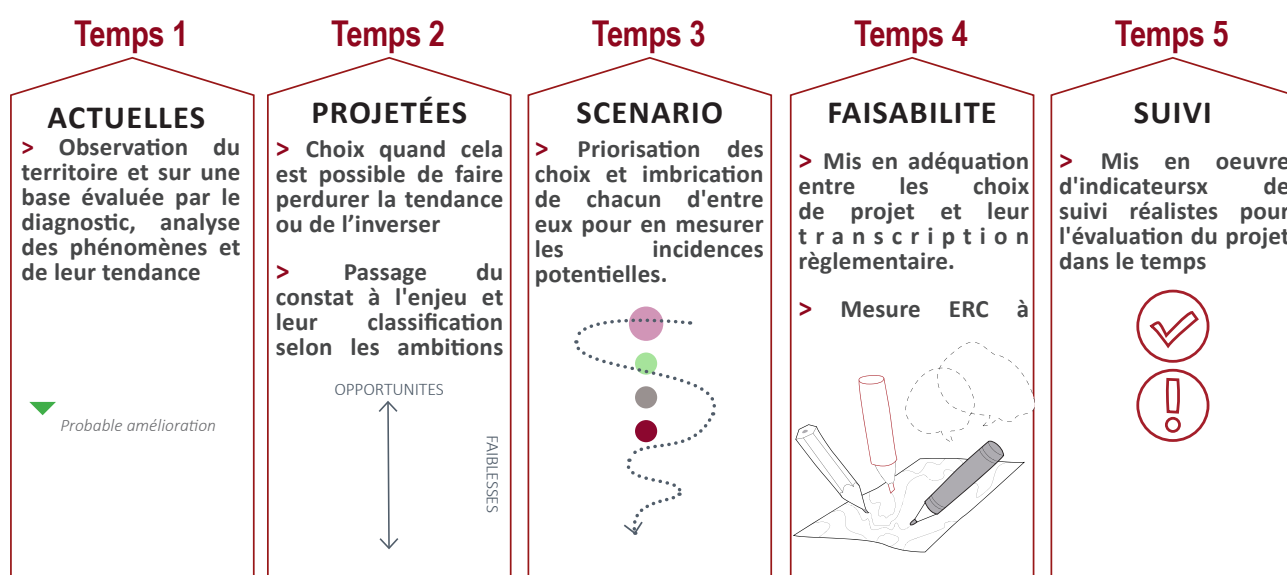 Temps 1
ACTUELLES
> Observation du
territoire et sur une
base évaluée par le
diagnostic, analyse
des phénomènes et
de leur tendance
Probable amélioration
Temps 2
PROJETÉES
> Choix quand cela
est possible de faire
perdurer la tendance
ou de l’inverser
> Passage du
constat à l'enjeu et
leur classification
selon les ambitions
OPPORTUNITES
FAIBLESSES
Temps 3
SCENARIO
> Priorisation des
choix et imbrication
de chacun d'entre
eux pour en mesurer
les incidences
potentielles.
Temps 4
FAISABILITE
> Mis en adéquation
entre les choix
de projet et leur
transcription
règlementaire.
> Mesure ERC à
Temps 5
SUIVI
> Mis en oeuvre
d'indicateursx de
suivi réalistes pour
l'évaluation du projet
dans le temps